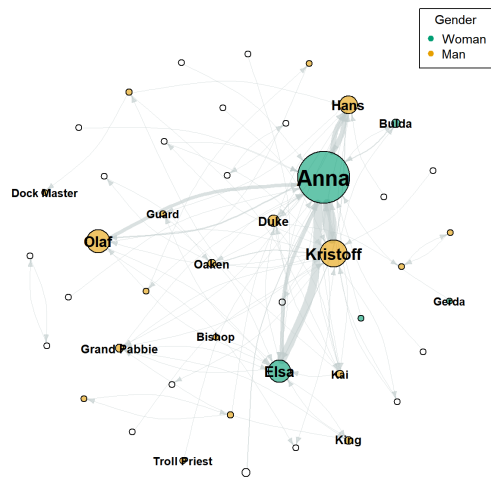 Gender
Woman
Man
Hans
Bulda
Anna
Dock Master
Guard
Duke
Olaf
Kristoff
Oaken
Gerda
Bishop
Grand Pabbie
Elsa
Kai
King
Troll Priest